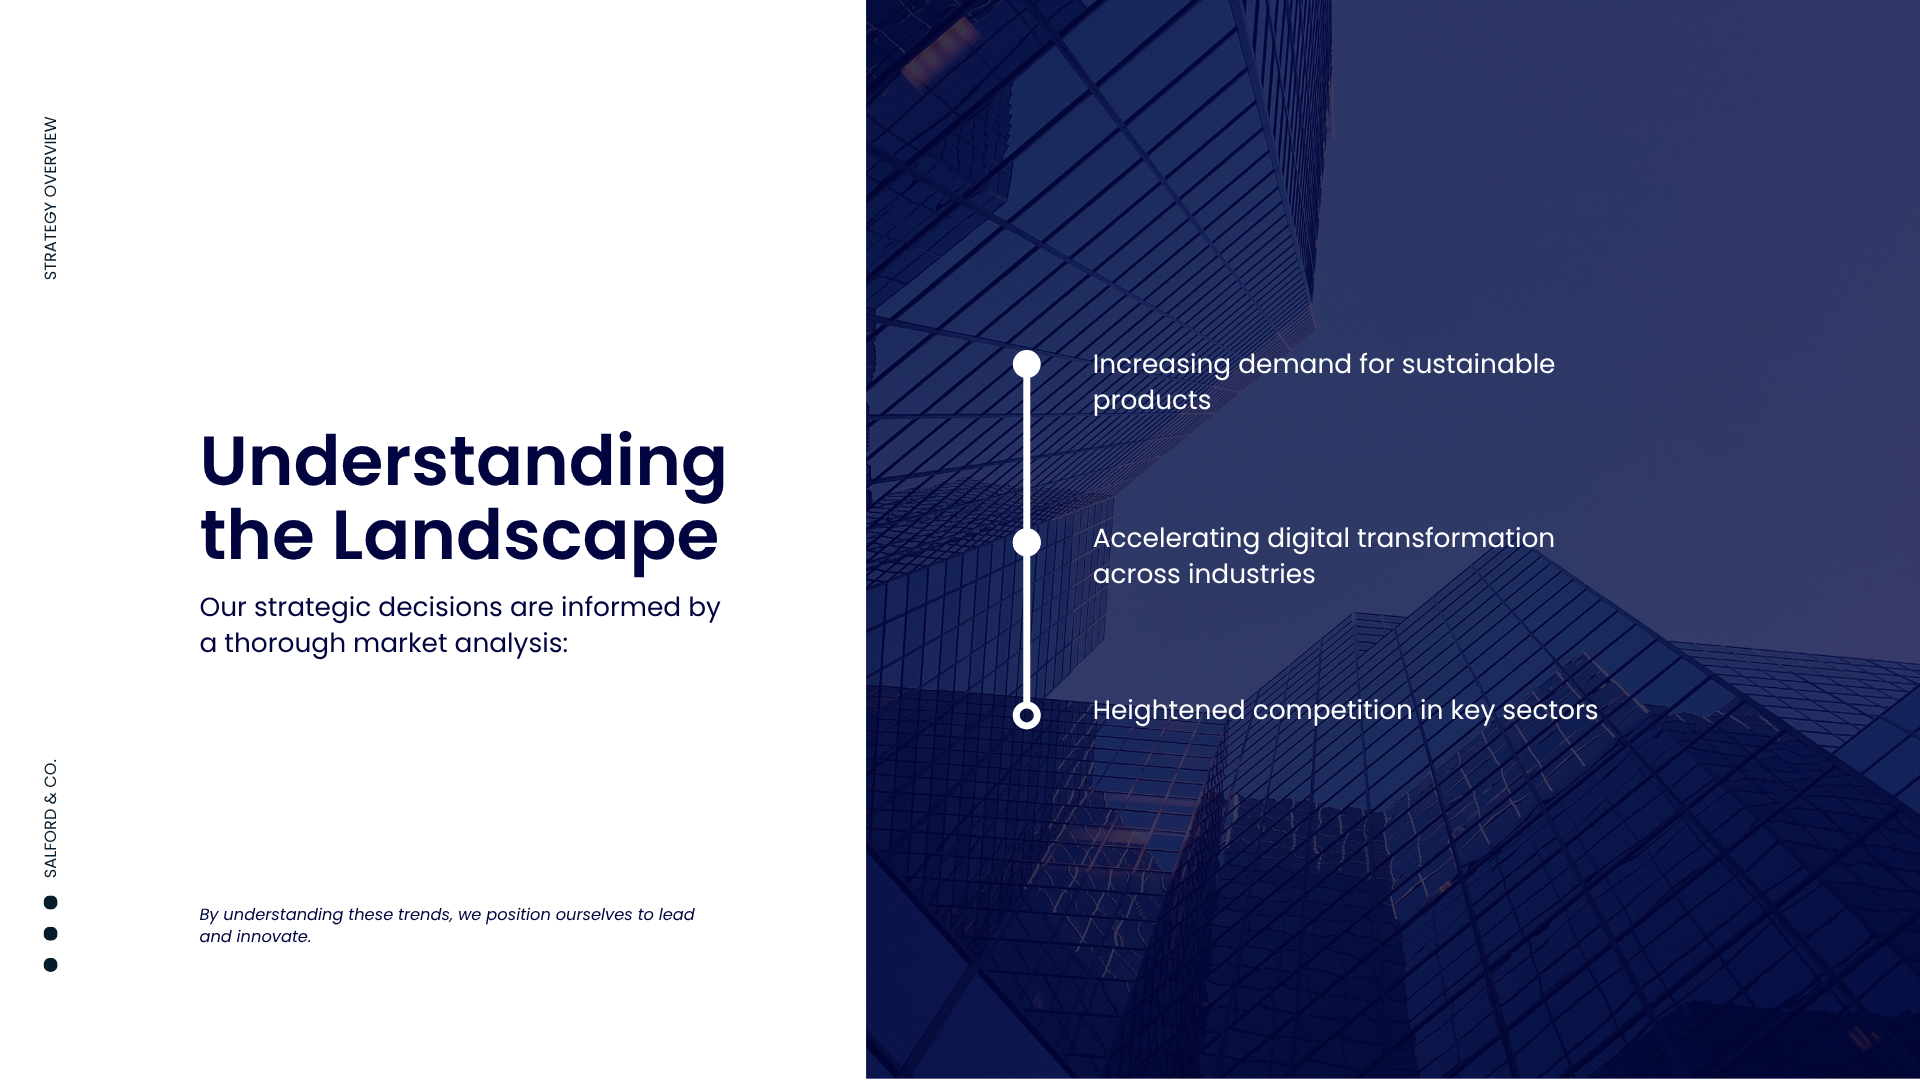 STRATEGY OVERVIEW
Understanding
the Landscape
Our strategic decisions are informed by
a thorough market analysis:
Increasing demand for sustainable
products
Accelerating digital transformation
across industries
Heightened competition in key sectors
By understanding these trends, we position ourselves to lead
and innovate.
SALFORD & CO.